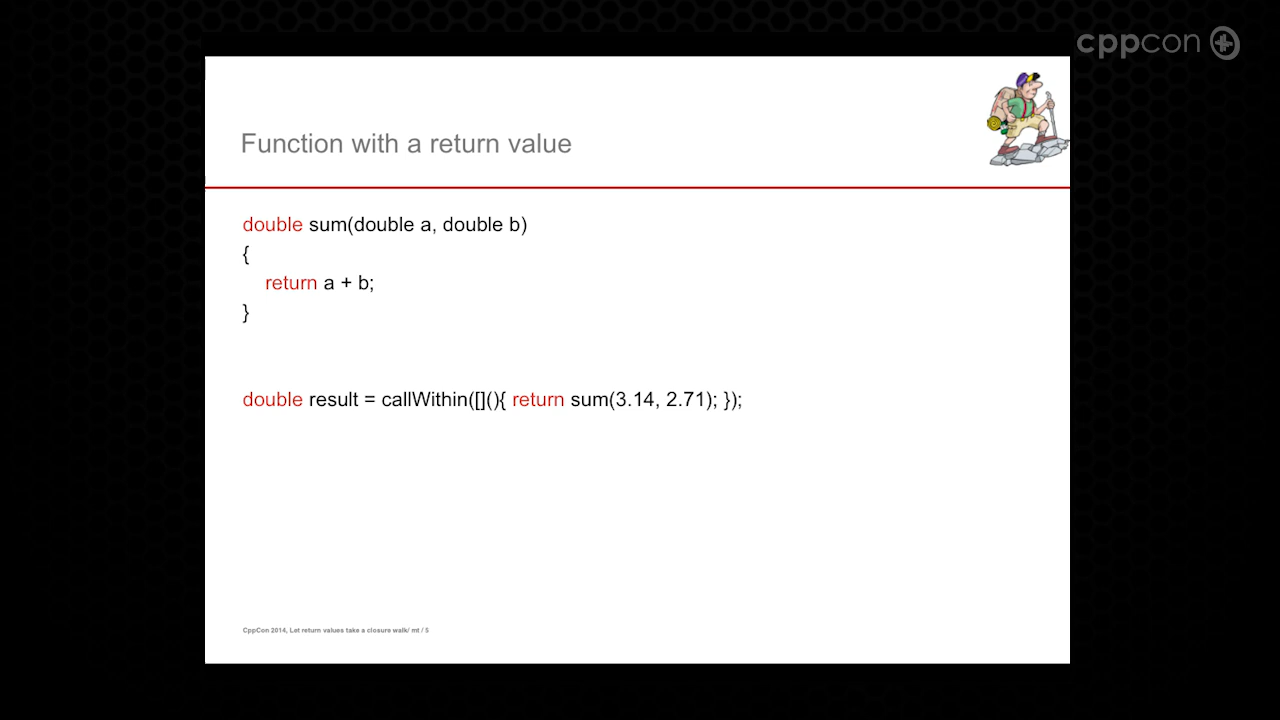 cppcon
Function with a return value
double sum(double a, double b)
{
return a + b;
}
double result = callWithin([](){ return sum(3.14, 2.71); });
CppCon 2014, Let return values take a closure walk/ mt / 5